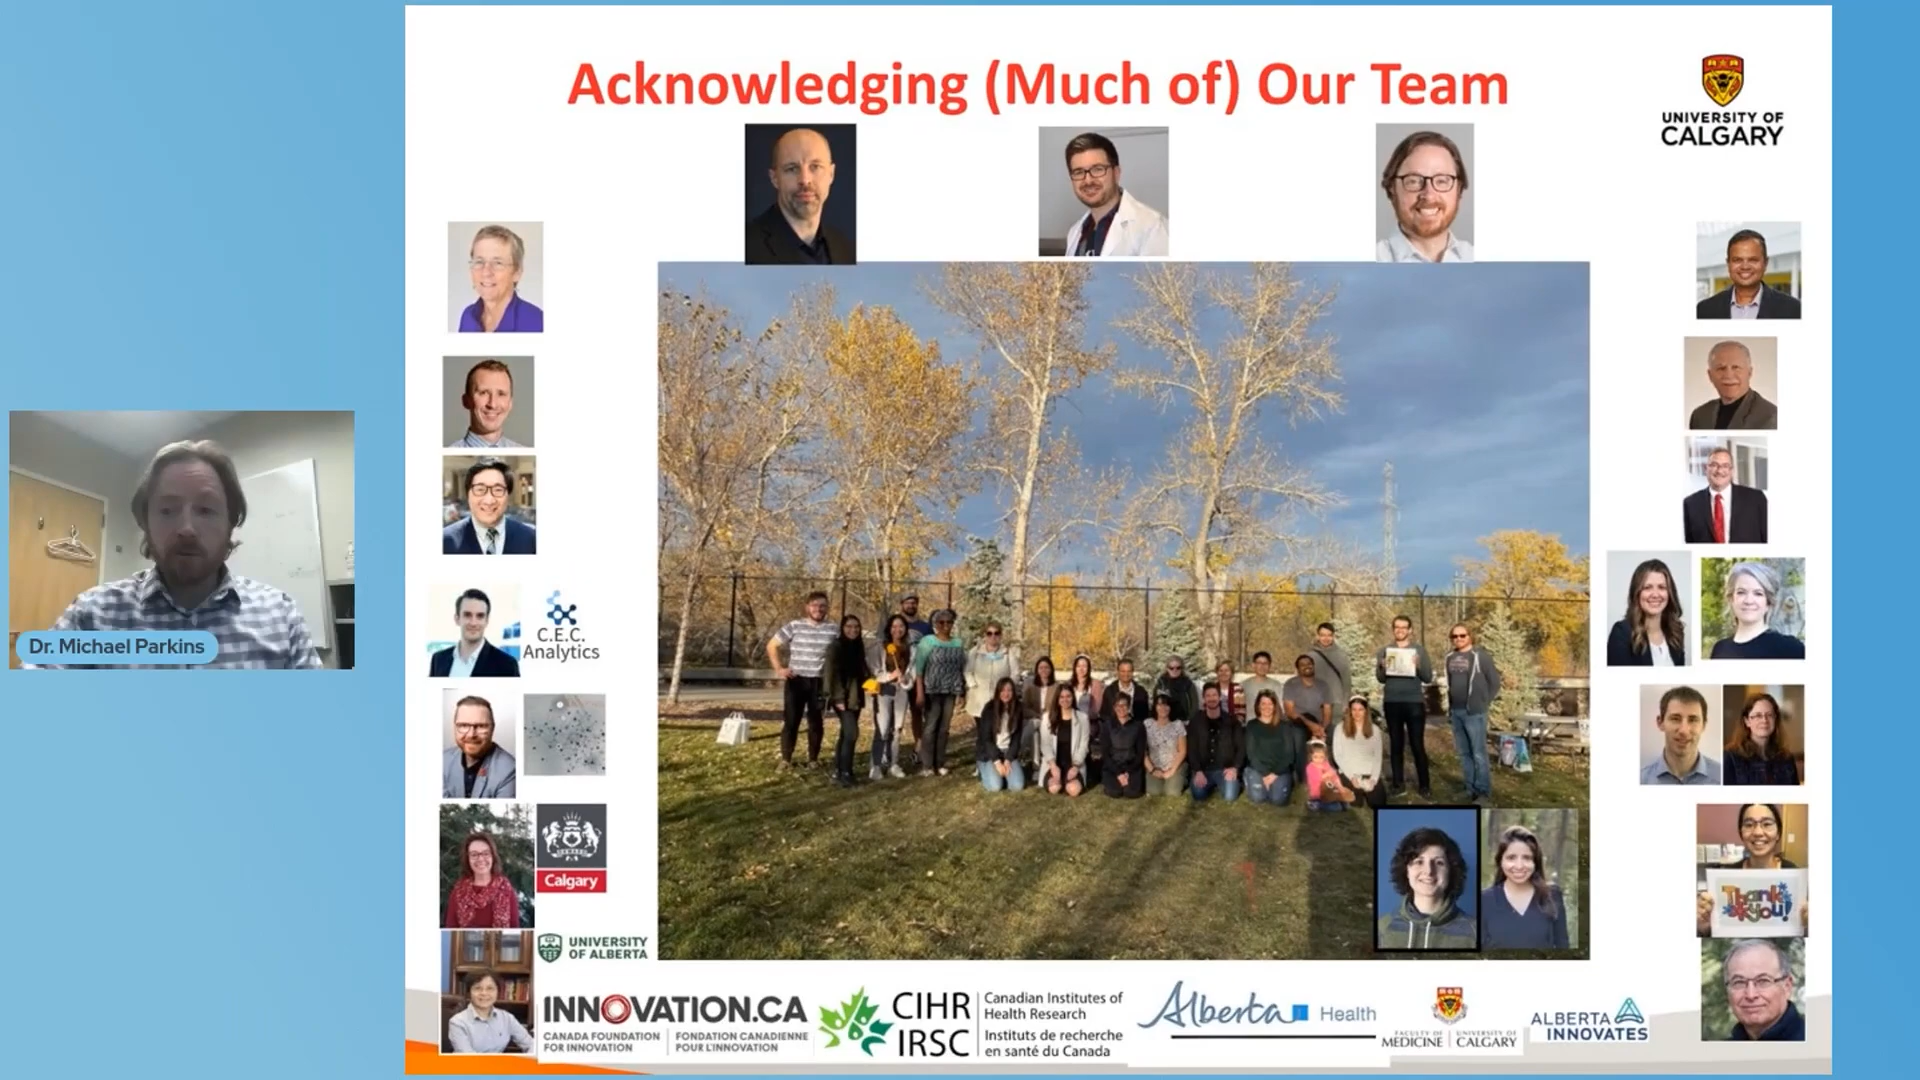 Acknowledging (Much of) Our Team
UNIVERSITY OF
CALGARY
Dr. Michael Parkins
C.E.C.
Analytics
Calgary
UNIVERSITY
OF ALBERTA
Thank
you!
INNOVATION.CA
CANADA FOUNDATION
FOR INNOVATION
FONDATION CANADIENNE
POUR L'INNOVATION
CIHR
IRSC
Canadian Institutes of
Health Research
Instituts de recherche
en santé du Canada
Alberta Health
FACULTY OF
MEDICINE
UNIVERSITY OF
CALGARY
ALBERTA
INNOVATES